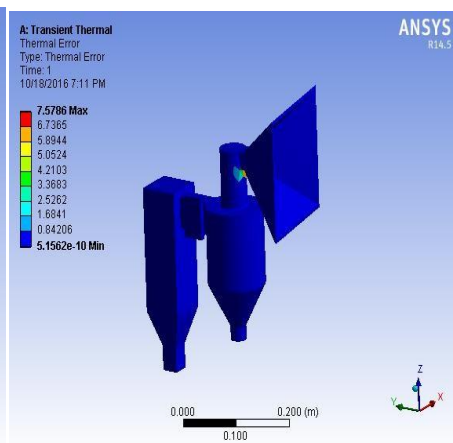 A: Transient Thermal
Thermal Error
Type: Thermal Error
Time: 1
10/18/2016 7:11 PM
ANSYS
R14.5
7.5786 Max
6.7365
5.8944
5.0524
4.2103
3.3683
2.5262
1.6841
0.84206
5.1562e-10 Min
Z
Y
X
0.000
0.200 (m)
0.100